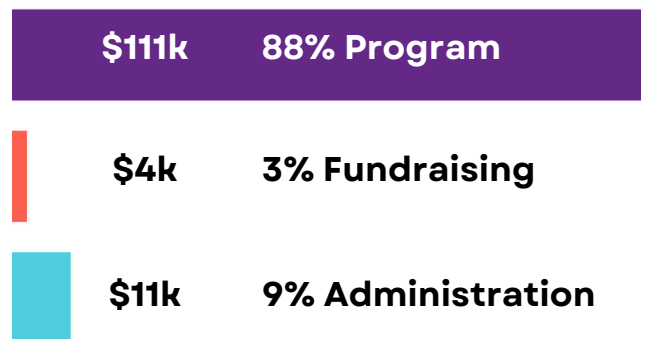 $111k 88% Program
$4k 3% Fundraising
$11k 9% Administration